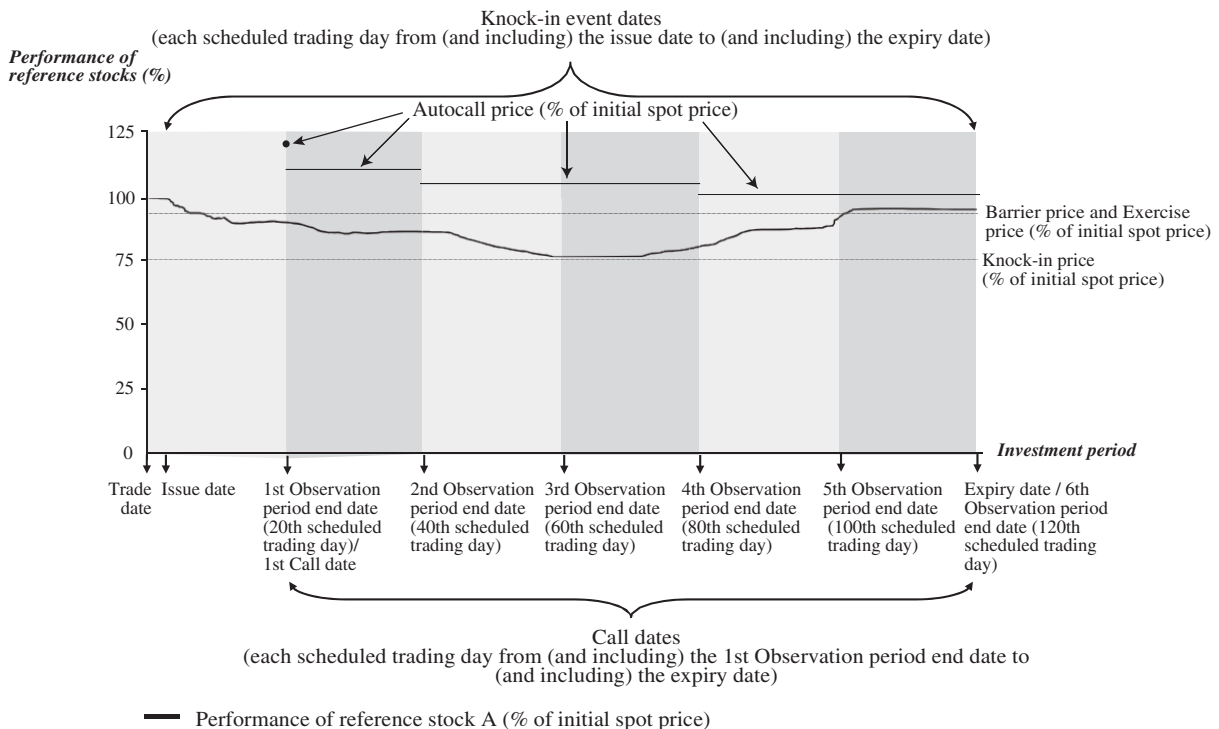 Knock-in event dates
(each scheduled trading day from (and including) the issue date to (and including) the expiry date)
Performance of
reference stocks (%)
Autocall price (% of initial spot price)
125
100
75
50
25
0
Barrier price and Exercise
price (% of initial spot price)
Knock-in price
(% of initial spot price)
Investment period
Trade
date
Issue date
1st Observation
period end date
(20th scheduled
trading day)/
1st Call date
2nd Observation
period end date
(40th scheduled
trading day)
3rd Observation
period end date
(60th scheduled
trading day)
4th Observation
period end date
(80th scheduled
trading day)
5th Observation
period end date
(100th scheduled
trading day)
Expiry date / 6th
Observation period
end date (120th
scheduled trading
day)
Call dates
(each scheduled trading day from (and including) the 1st Observation period end date to
(and including) the expiry date)
Performance of reference stock A (% of initial spot price)